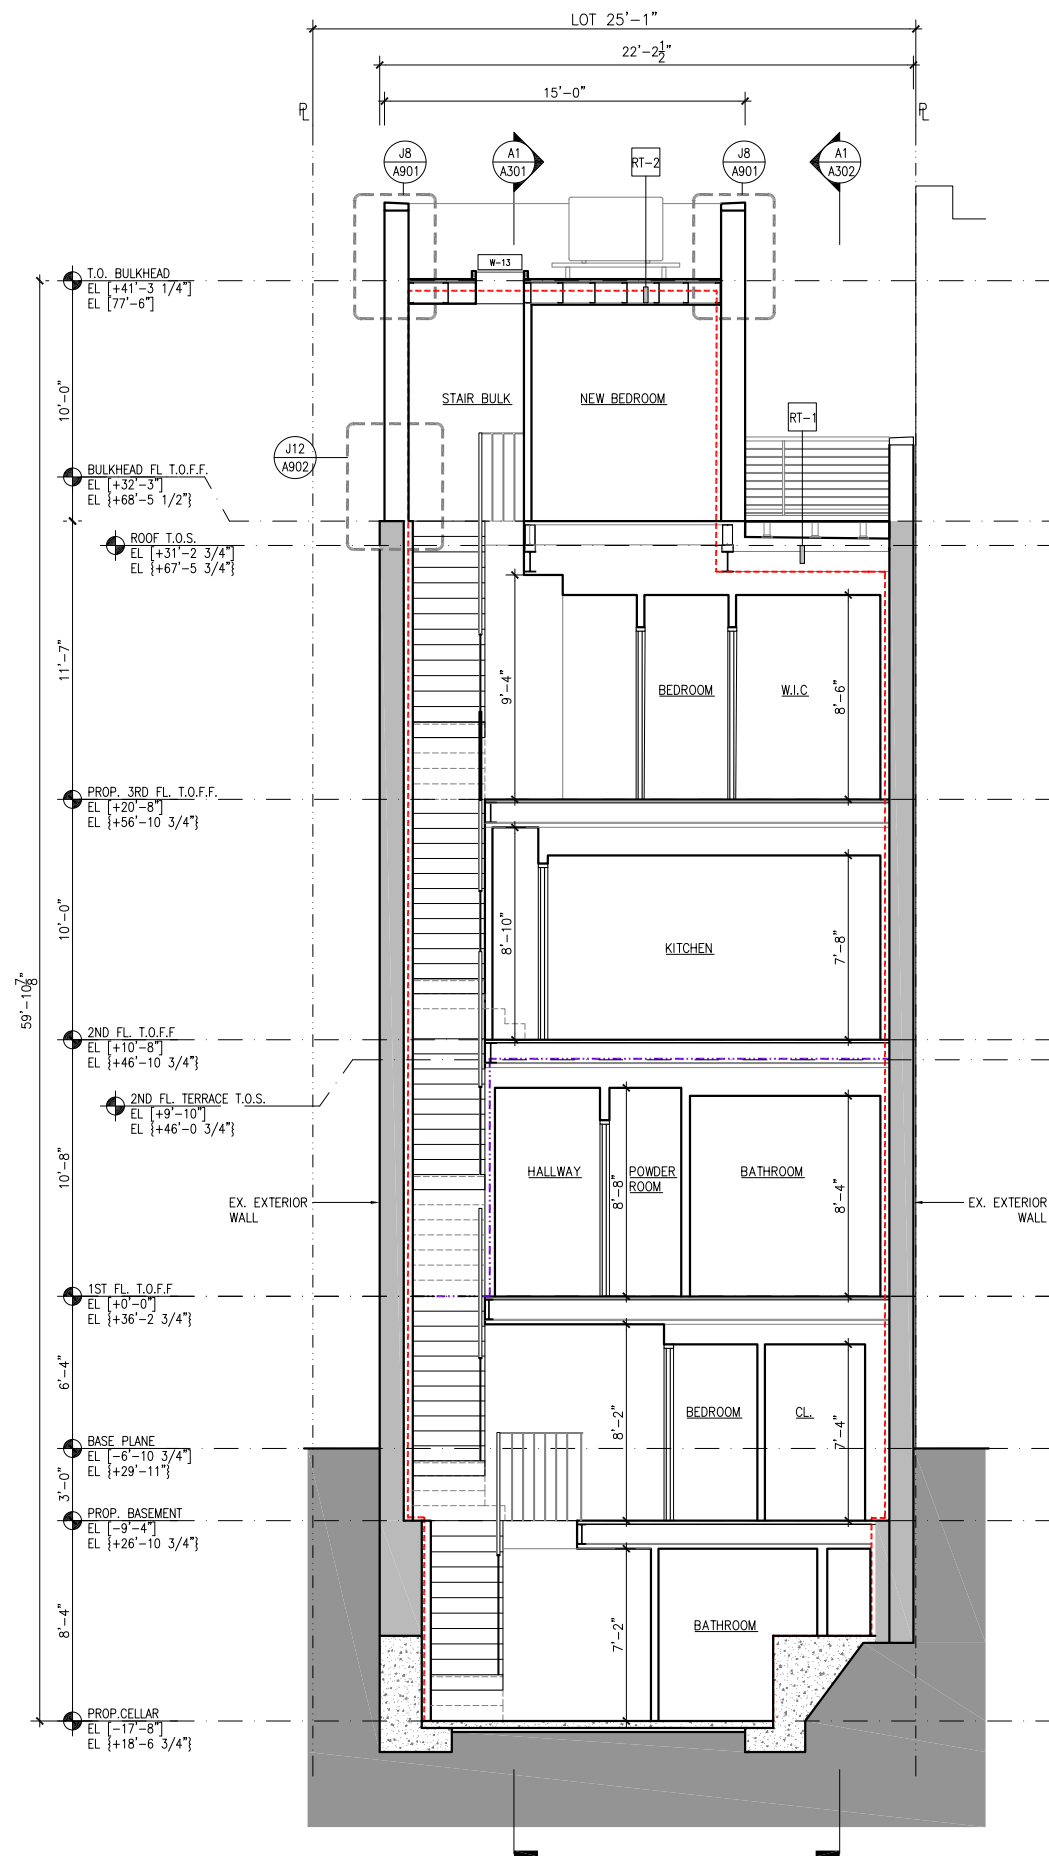 LOT 25'-1"
22'-2 1/2"
15'-0"
PL
PL
J8
A901
A1
A301
RT-2
J8
A901
A1
A302
W-13
T.O. BULKHEAD
EL [+41'-3 1/4"]
EL [77'-6"]
10'-0"
STAIR BULK
NEW BEDROOM
RT-1
J12
A902
BULKHEAD FL T.O.F.F.
EL [+32'-3"]
EL {+68'-5 1/2"}
ROOF T.O.S.
EL [+31'-2 3/4"]
EL {+67'-5 3/4"}
11'-7"
9'-4"
BEDROOM
W.I.C
8'-6"
PROP. 3RD FL. T.O.F.F.
EL [+20'-8"]
EL {+56'-10 3/4"}
10'-0"
8'-10"
KITCHEN
7'-8"
59'-10 7/8"
2ND FL. T.O.F.F
EL [+10'-8"]
EL {+46'-10 3/4"}
2ND FL. TERRACE T.O.S.
EL [+9'-10"]
EL {+46'-0 3/4"}
10'-8"
HALLWAY
8'-8"
POWDER
ROOM
BATHROOM
8'-4"
EX. EXTERIOR
WALL
EX. EXTERIOR
WALL
1ST FL. T.O.F.F
EL [+0'-0"]
EL {+36'-2 3/4"}
6'-4"
8'-2"
BEDROOM
CL.
7'-4"
BASE PLANE
EL [-6'-10 3/4"]
EL {+29'-11"}
3'-0"
PROP. BASEMENT
EL [-9'-4"]
EL {+26'-10 3/4"}
8'-4"
7'-2"
BATHROOM
PROP.CELLAR
EL [-17'-8"]
EL {+18'-6 3/4"}